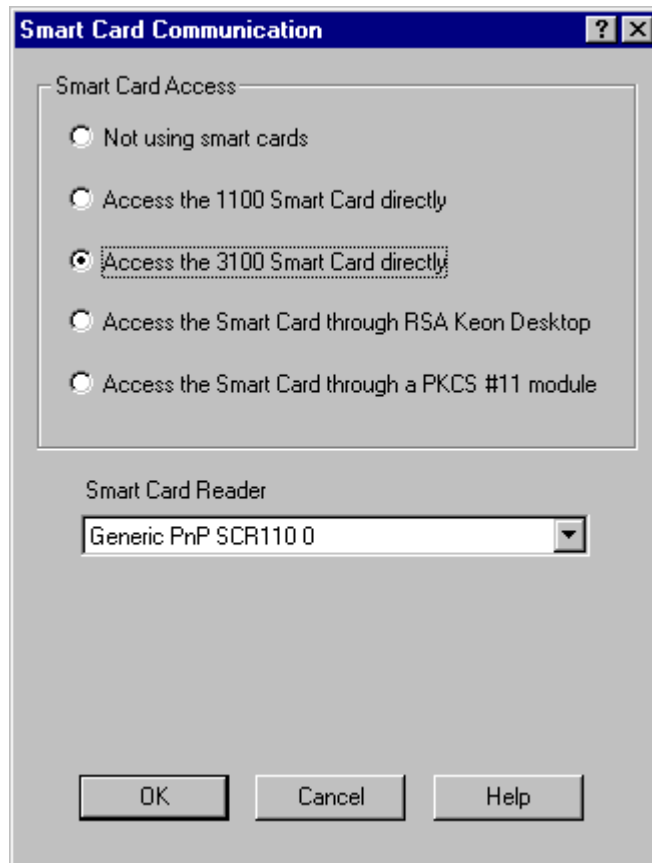 Smart Card Communication
Smart Card Access
Not using smart cards
Access the 1100 Smart Card directly
Access the 3100 Smart Card directly
Access the Smart Card through RSA Keon Desktop
Access the Smart Card through a PKCS #11 module
Smart Card Reader
Generic PnP SCR110 0
OK Cancel Help